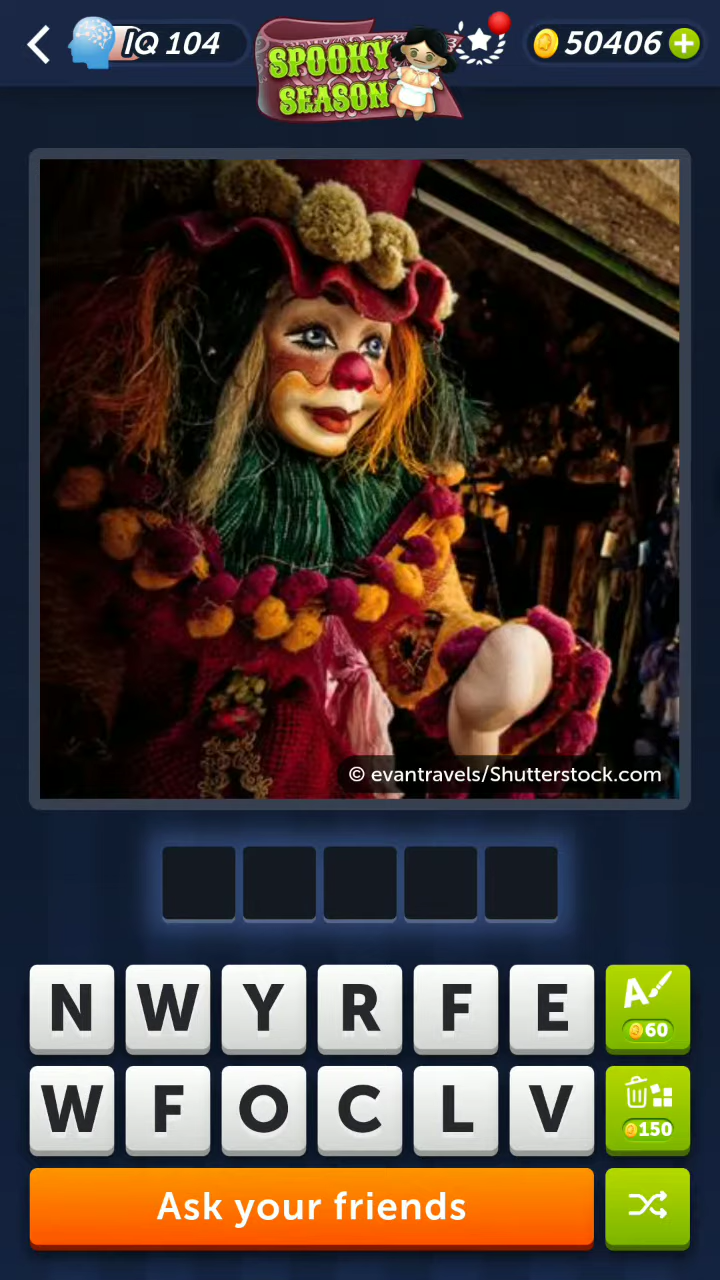 IQ 104
SPOOKY
SEASON
50406
© evantravels/Shutterstock.com
N W Y R F E A 60
W F O C L V 150
Ask your friends